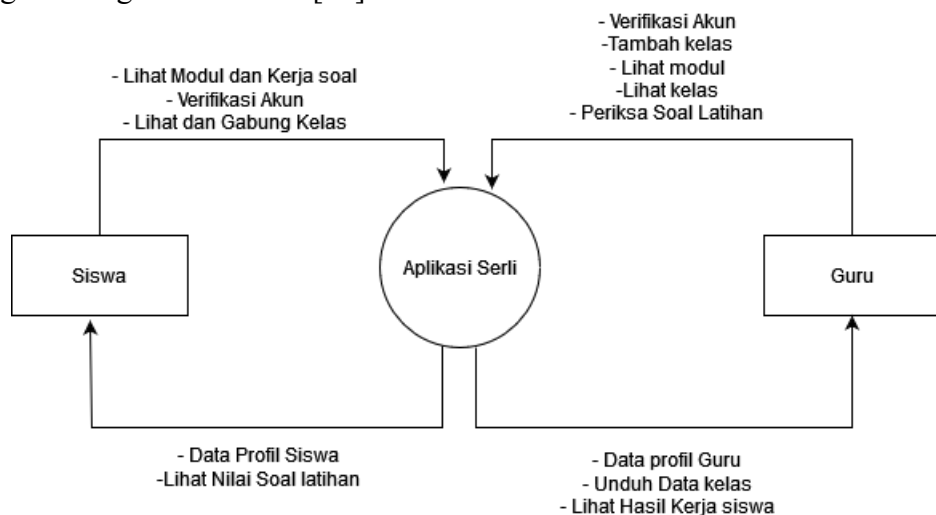 - Verifikasi Akun
-Tambah kelas
- Lihat modul
-Lihat kelas
- Periksa Soal Latihan
- Lihat Modul dan Kerja soal
- Verifikasi Akun
- Lihat dan Gabung Kelas
Siswa
Aplikasi Serli
Guru
- Data Profil Siswa
-Lihat Nilai Soal latihan
- Data profil Guru
- Unduh Data kelas
- Lihat Hasil Kerja siswa